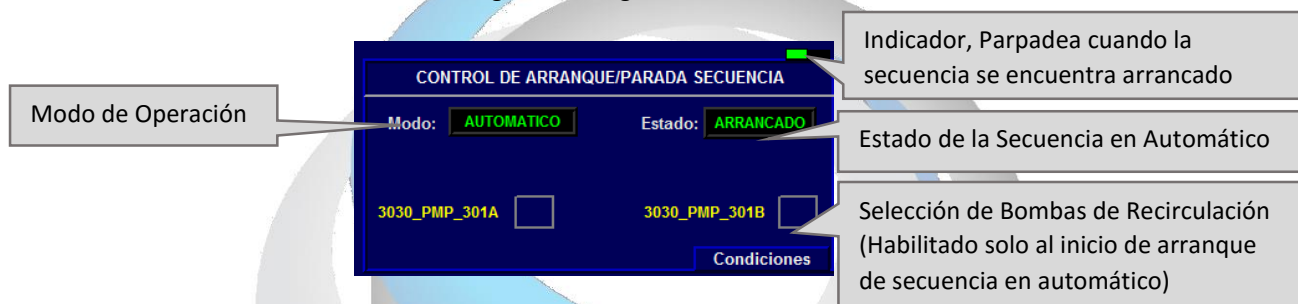 Indicador, Parpadea cuando la
secuencia se encuentra arrancado
CONTROL DE ARRANQUE/PARADA SECUENCIA
Modo de Operación
Modo: AUTOMATICO Estado: ARRANCADO
Estado de la Secuencia en Automático
3030_PMP_301A 3030_PMP_301B
Selección de Bombas de Recirculación
(Habilitado solo al inicio de arranque
de secuencia en automático)
Condiciones